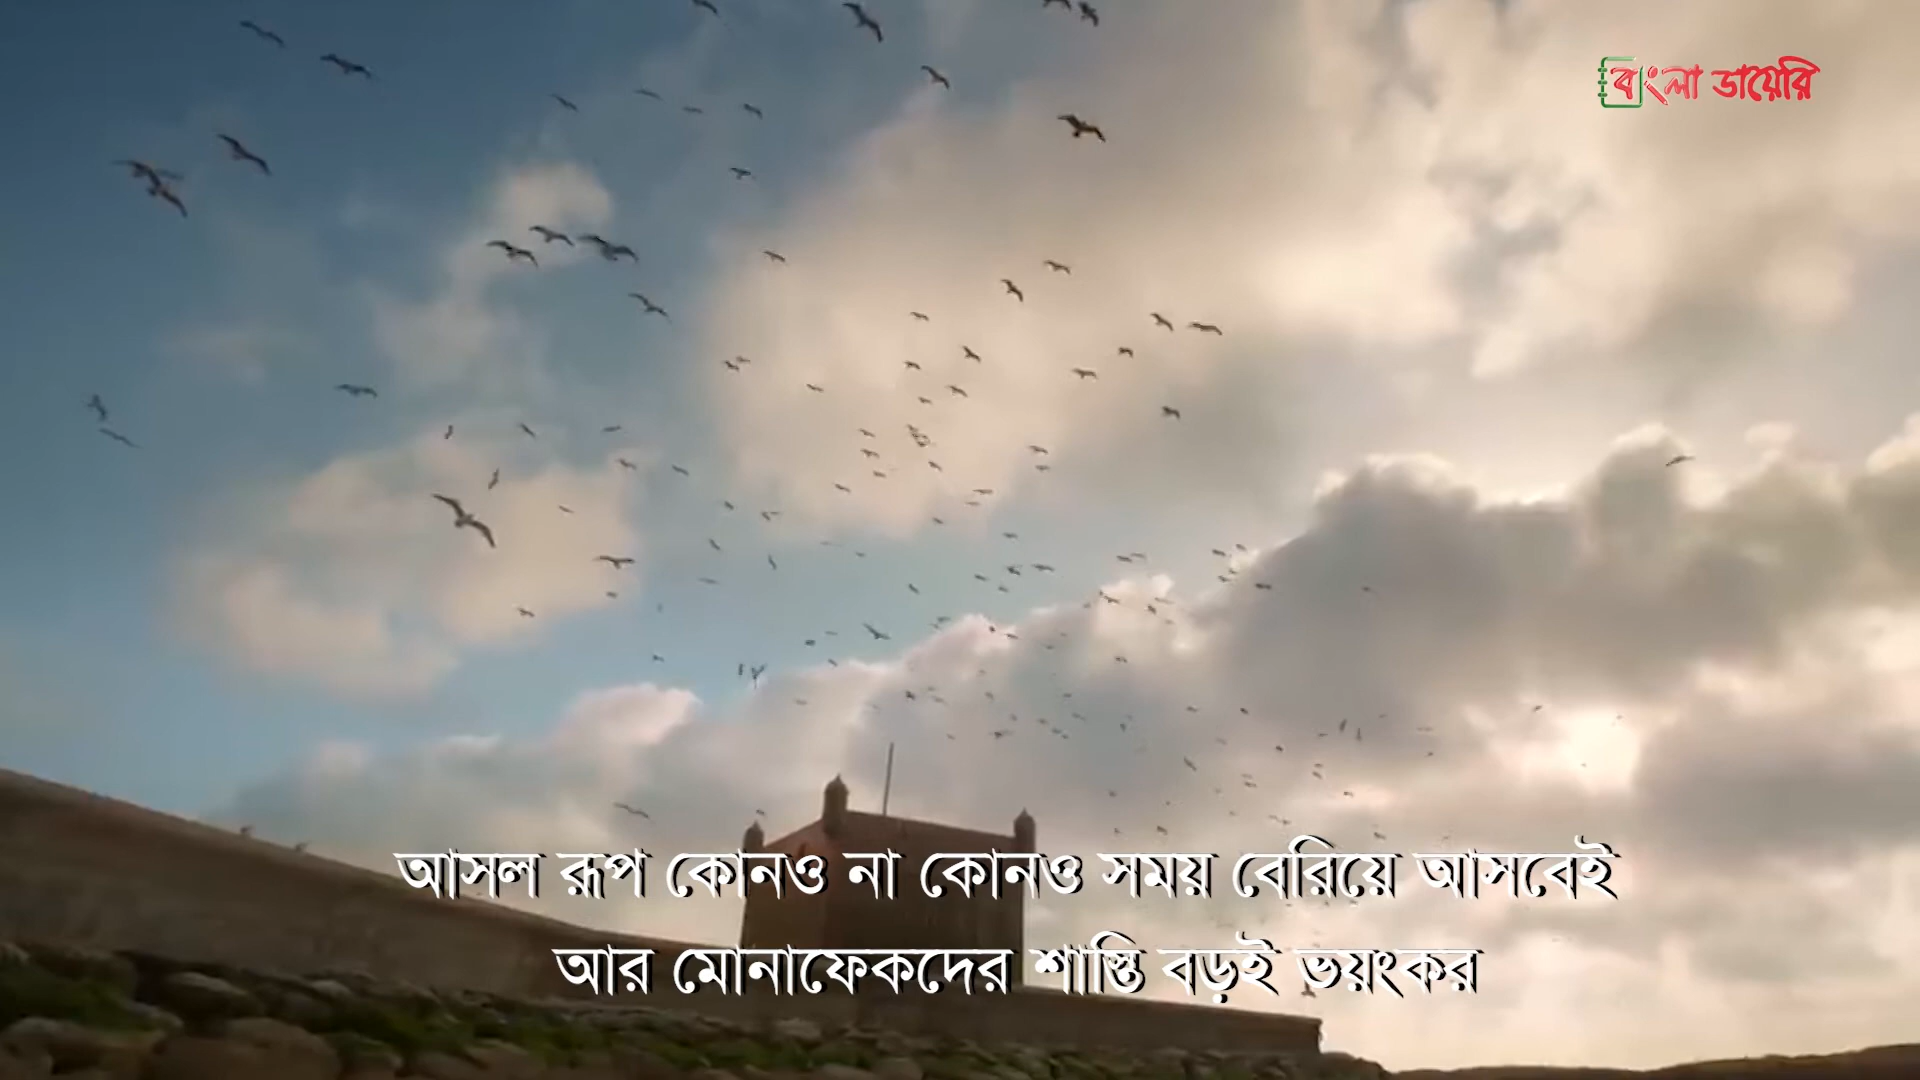 বাংলা ডায়েরি
আসল রূপ কোনও না কোনও সময় বেরিয়ে আসবেই
আর মোনাফেকদের শাস্তি বড়ই ভয়ংকর